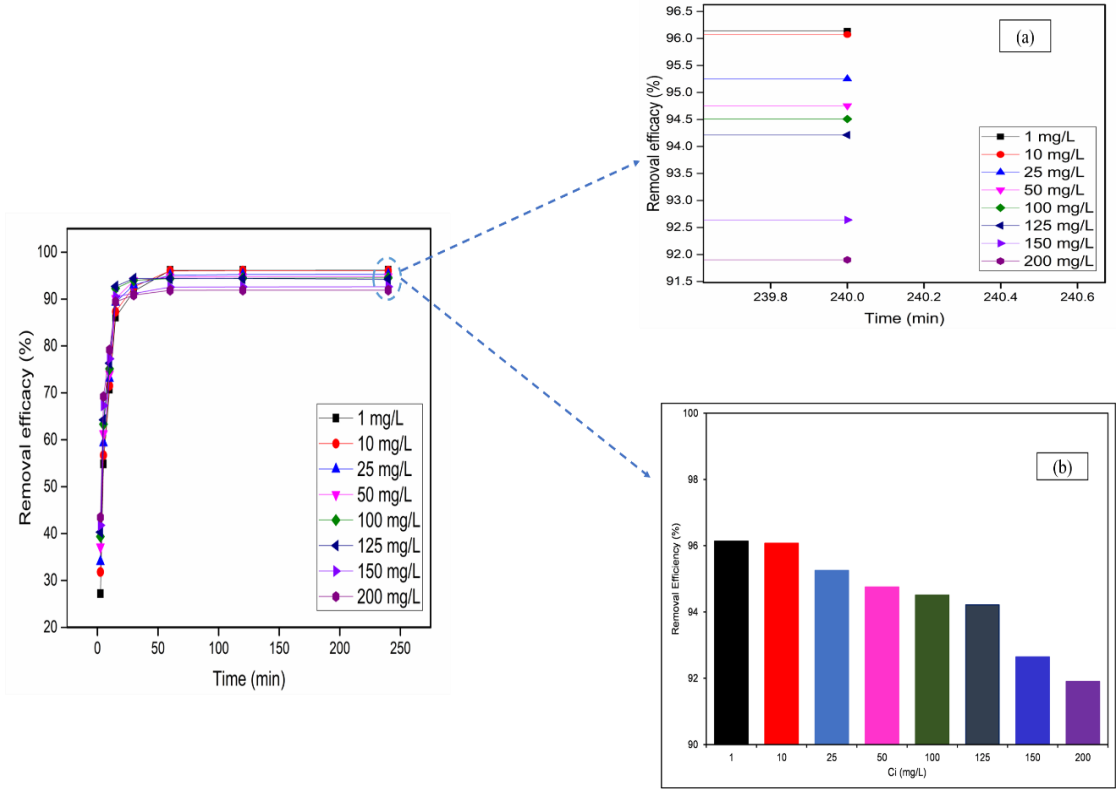 100
90
80
70
60
50
40
30
20
Removal efficacy (%)
0 50 100 150 200 250
Time (min)
1 mg/L
10 mg/L
25 mg/L
50 mg/L
100 mg/L
125 mg/L
150 mg/L
200 mg/L
96.5
96.0
95.5
95.0
94.5
94.0
93.5
93.0
92.5
92.0
91.5
Removal efficacy (%)
239.8 240.0 240.2 240.4 240.6
Time (min)
(a)
1 mg/L
10 mg/L
25 mg/L
50 mg/L
100 mg/L
125 mg/L
150 mg/L
200 mg/L
100
98
96
94
92
90
Removal Efficiency (%)
(b)
1 10 25 50 100 125 150 200
Ci (mg/L)